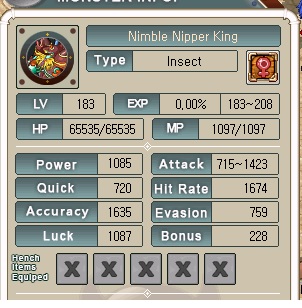 MONSTER INFO.
Nimble Nipper King
Type Insect
LV 183 EXP 0,00% 183~208
HP 65535/65535 MP 1097/1097
Power 1085 Attack 715~1423
Quick 720 Hit Rate 1674
Accuracy 1635 Evasion 759
Luck 1087 Bonus 228
Hench
Items
Equiped X X X X X